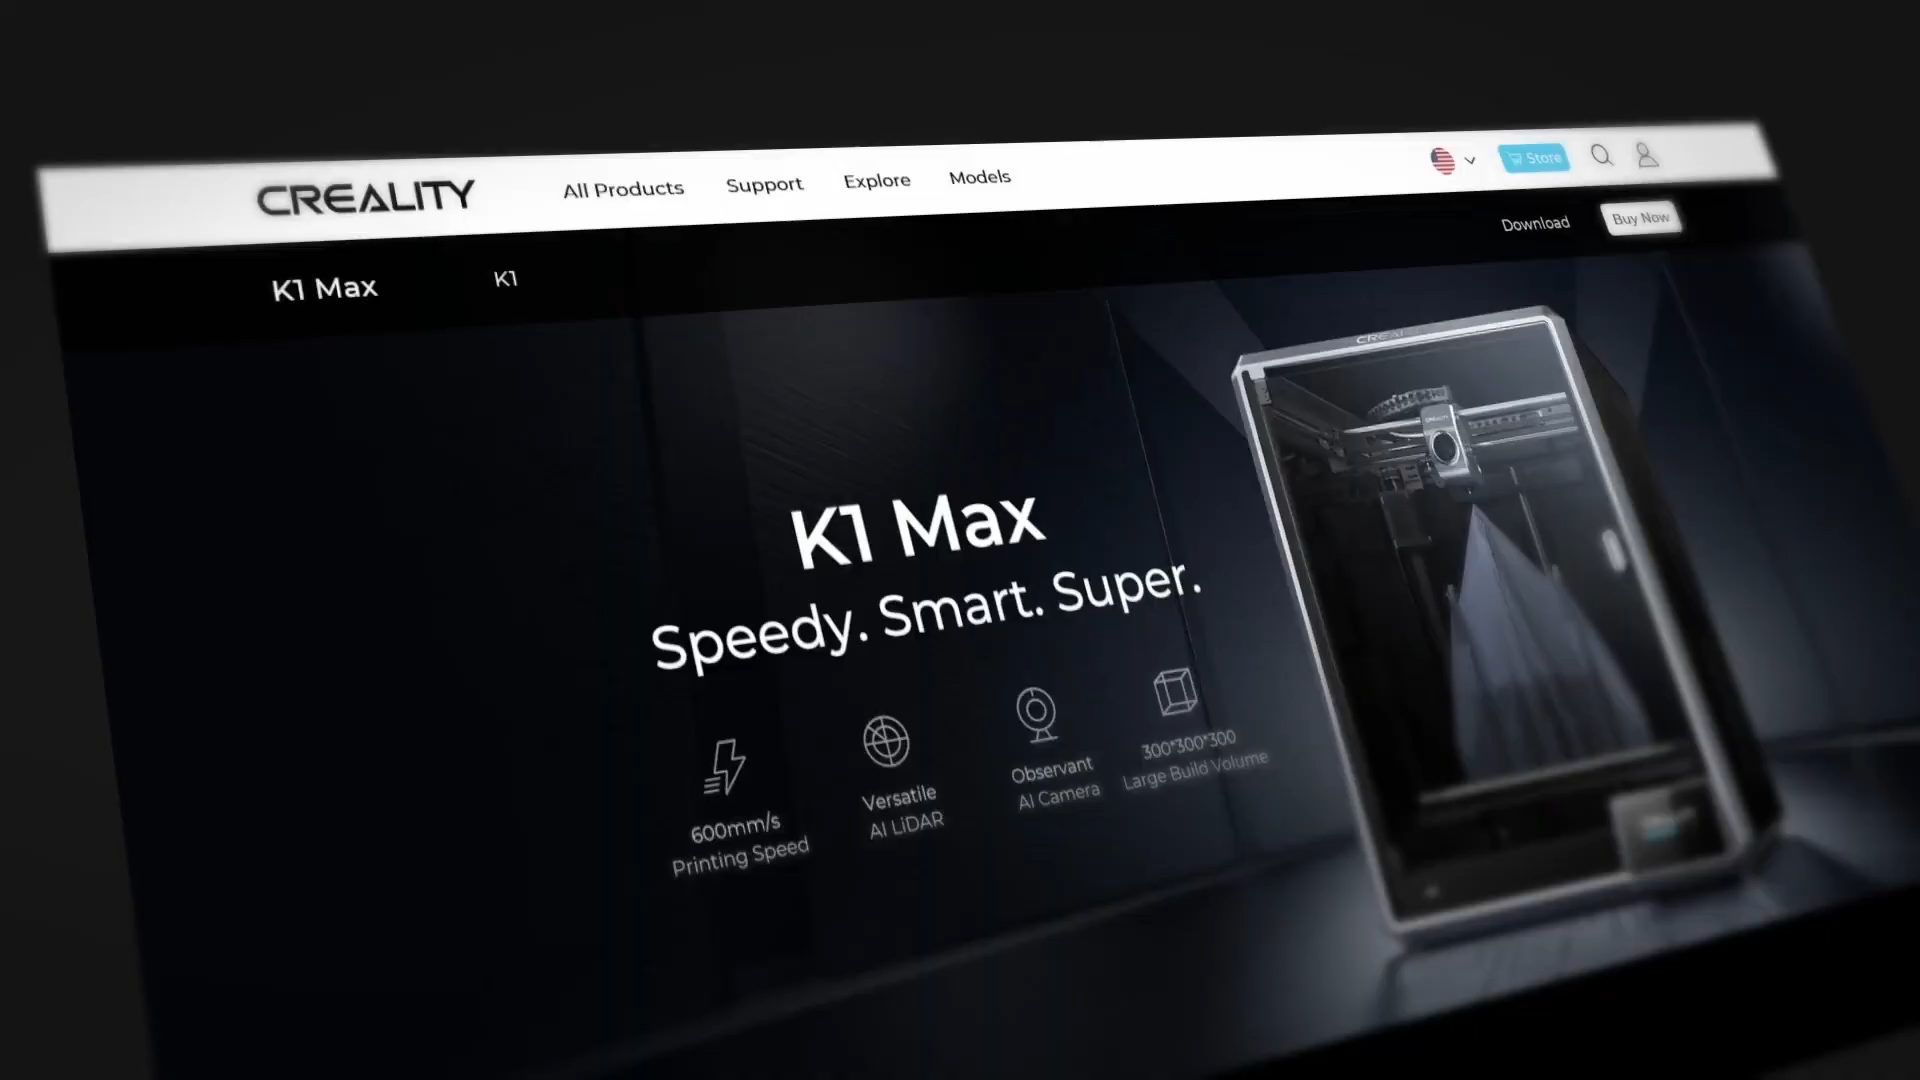 CREALITY
All Products
Support
Explore
Models
Store
K1 Max
K1
Download
Buy Now
K1 Max
Speedy. Smart. Super.
600mm/s
Printing Speed
Versatile
AI LiDAR
Observant
AI Camera
300*300*300
Large Build Volume